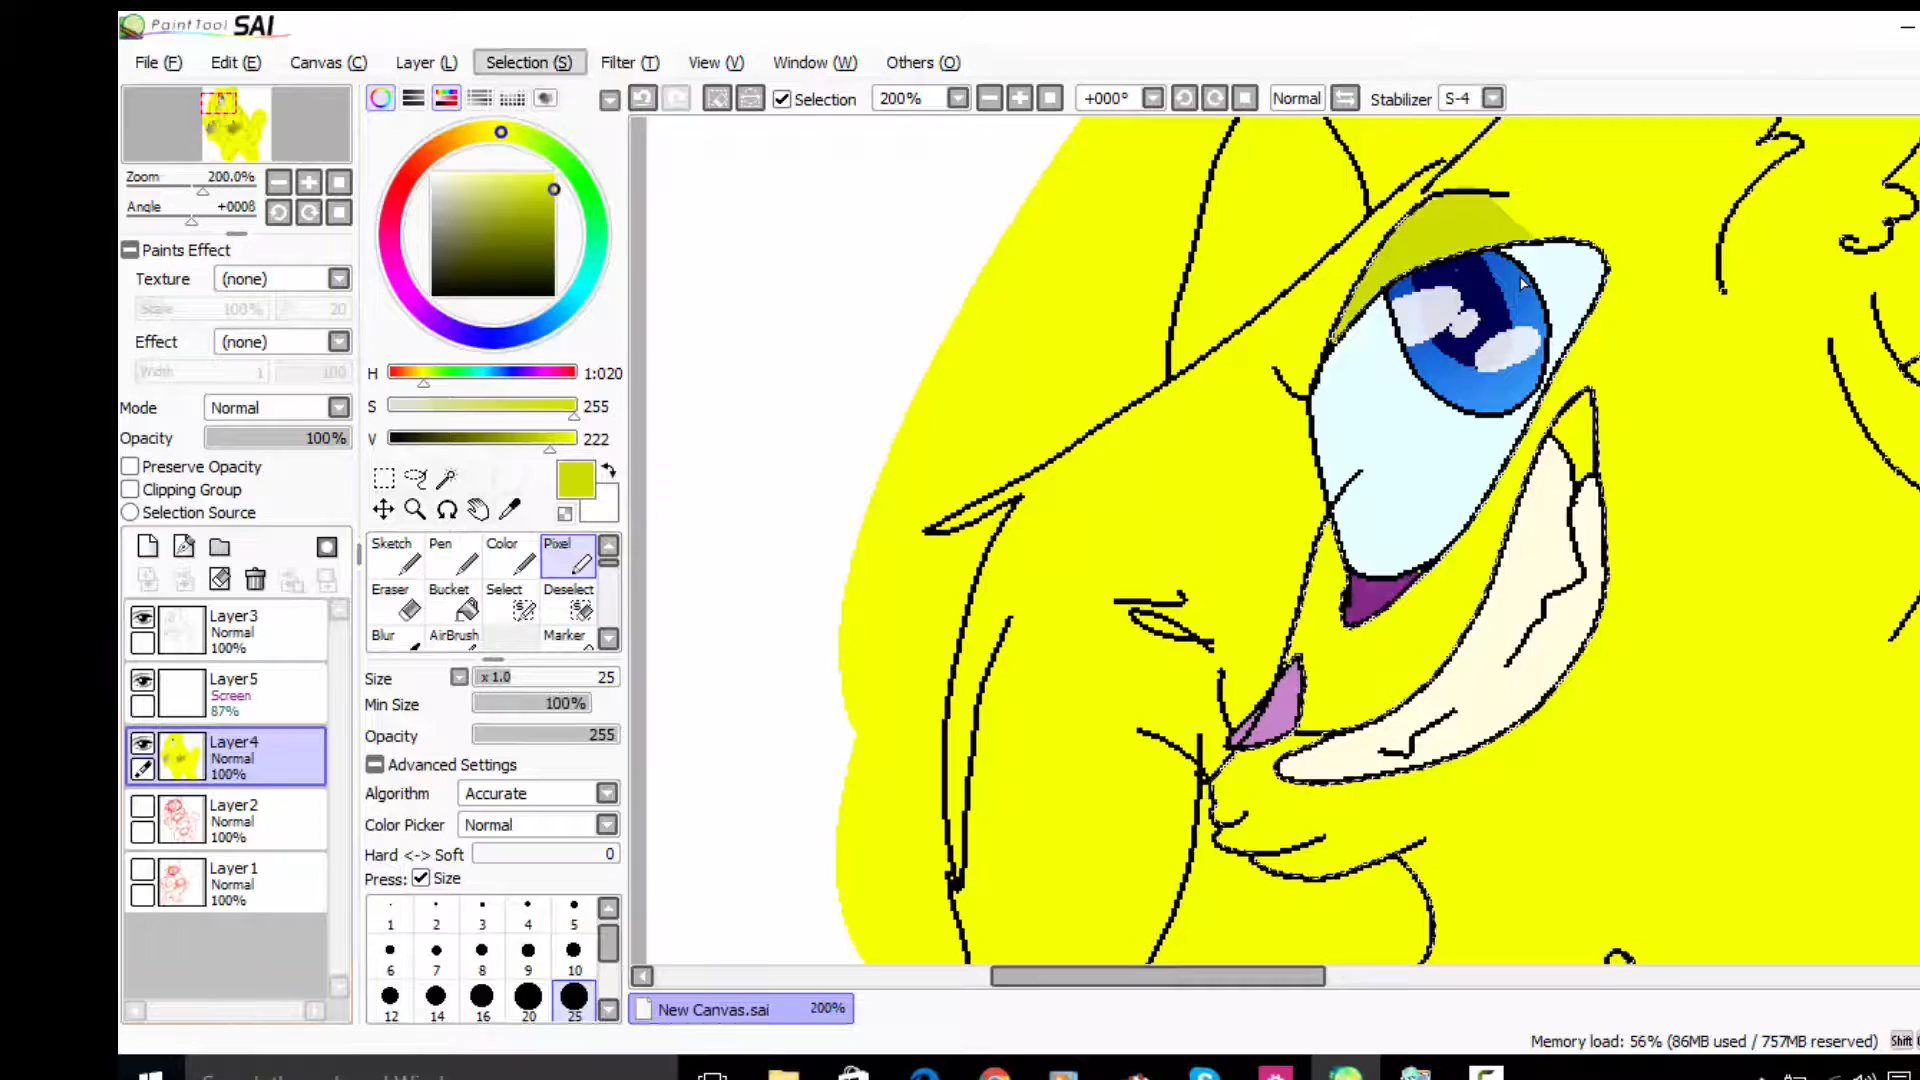 PaintTool SAI
File (F) Edit (E) Canvas (C) Layer (L) Selection (S) Filter (T) View (V) Window (W) Others (O)
Selection 200% +000° Normal Stabilizer S-4
Zoom 200.0%
Angle +0008
Paints Effect
Texture (none)
Scale 100% 20
Effect (none)
Width 1 100
Mode Normal
Opacity 100%
Preserve Opacity
Clipping Group
Selection Source
Layer3
Normal
100%
Layer5
Screen
87%
Layer4
Normal
100%
Layer2
Normal
100%
Layer1
Normal
100%
H 1:020
S 255
V 222
Sketch Pen Color Pixel
Eraser Bucket Select Deselect
Blur AirBrush Marker
Size x 1.0 25
Min Size 100%
Opacity 255
Advanced Settings
Algorithm Accurate
Color Picker Normal
Hard <-> Soft 0
Press: Size
1 2 3 4 5
6 7 8 9 10
12 14 16 20 25
New Canvas.sai 200%
Memory load: 56% (86MB used / 757MB reserved) Shift